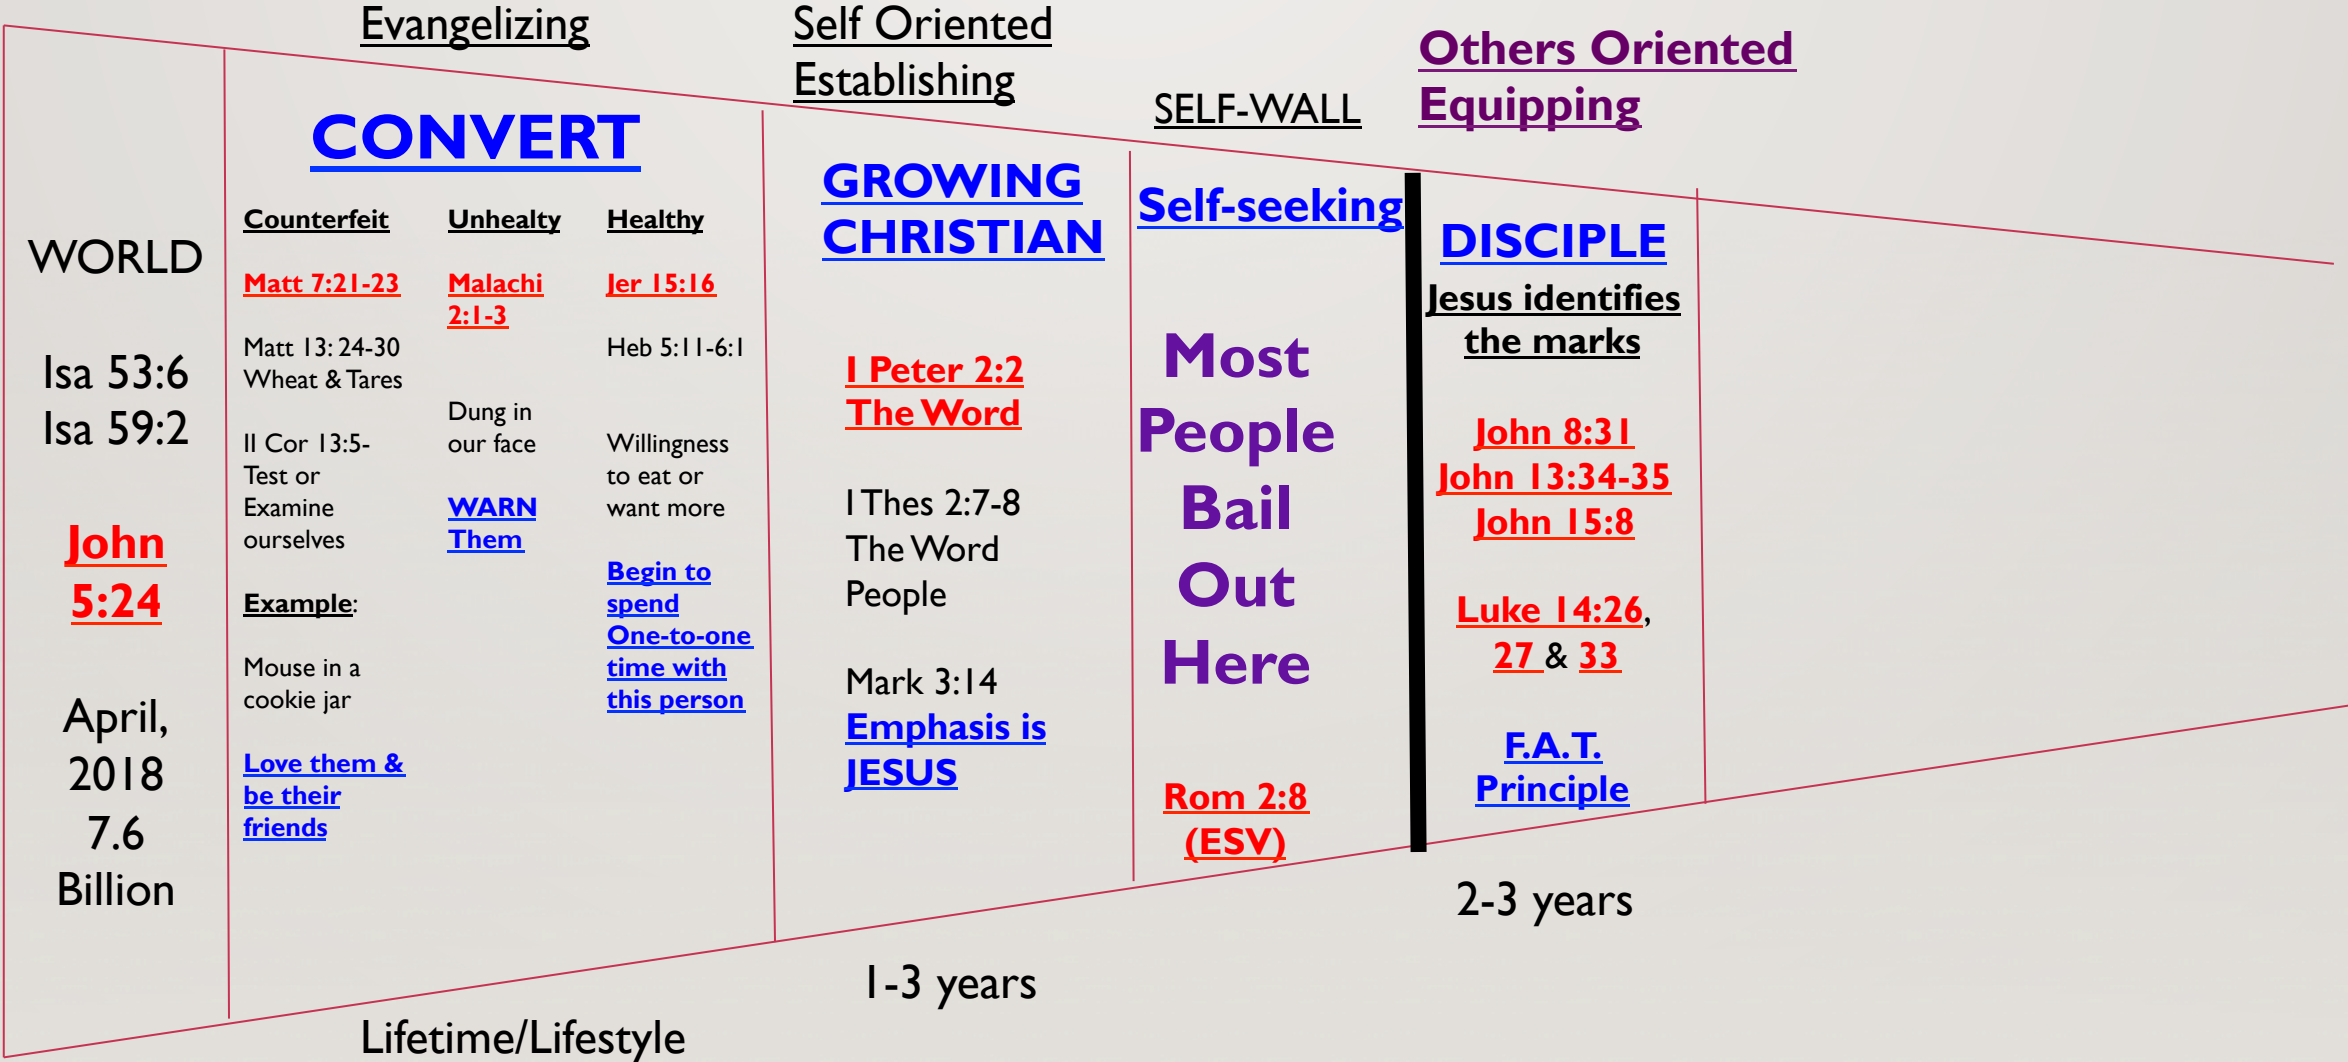 Evangelizing
Self Oriented
Establishing
SELF-WALL
Others Oriented
Equipping
WORLD
Isa 53:6
Isa 59:2
John
5:24
April,
2018
7.6
Billion
CONVERT
Counterfeit
Matt 7:21-23
Matt 13: 24-30
Wheat & Tares
II Cor 13:5-
Test or
Examine
ourselves
Example:
Mouse in a
cookie jar
Love them &
be their
friends
Unhealty
Malachi
2:1-3
Dung in
our face
WARN
Them
Healthy
Jer 15:16
Heb 5:11-6:1
Willingness
to eat or
want more
Begin to
spend
One-to-one
time with
this person
GROWING
CHRISTIAN
I Peter 2:2
The Word
I Thes 2:7-8
The Word
People
Mark 3:14
Emphasis is
JESUS
Self-seeking
Most
People
Bail
Out
Here
Rom 2:8
(ESV)
DISCIPLE
Jesus identifies
the marks
John 8:31
John 13:34-35
John 15:8
Luke 14:26,
27 & 33
F.A.T.
Principle
2-3 years
1-3 years
Lifetime/Lifestyle